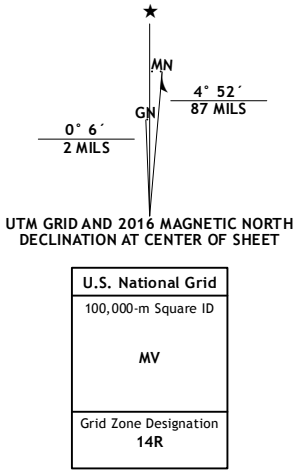 MN
GN
4° 52´
87 MILS
0° 6´
2 MILS
UTM GRID AND 2016 MAGNETIC NORTH
DECLINATION AT CENTER OF SHEET
U.S. National Grid
100,000-m Square ID
MV
Grid Zone Designation
14R